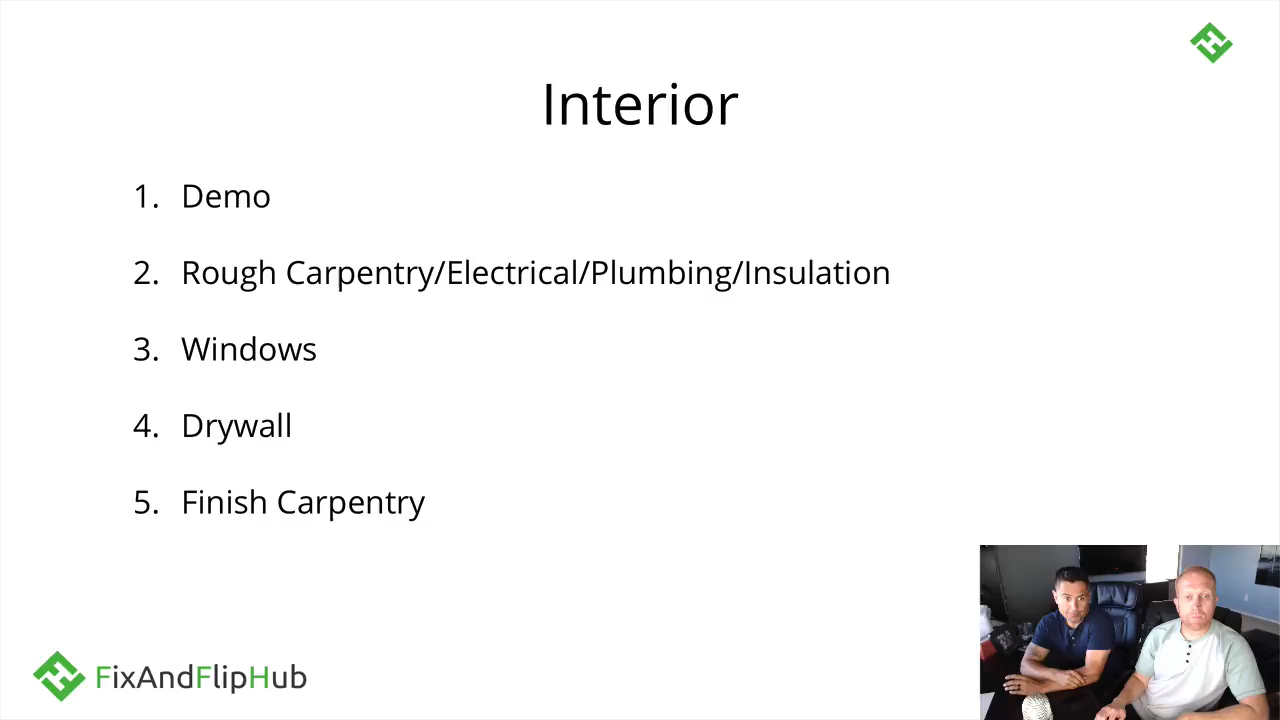 Interior
1. Demo
2. Rough Carpentry/Electrical/Plumbing/Insulation
3. Windows
4. Drywall
5. Finish Carpentry
FixAndFlipHub